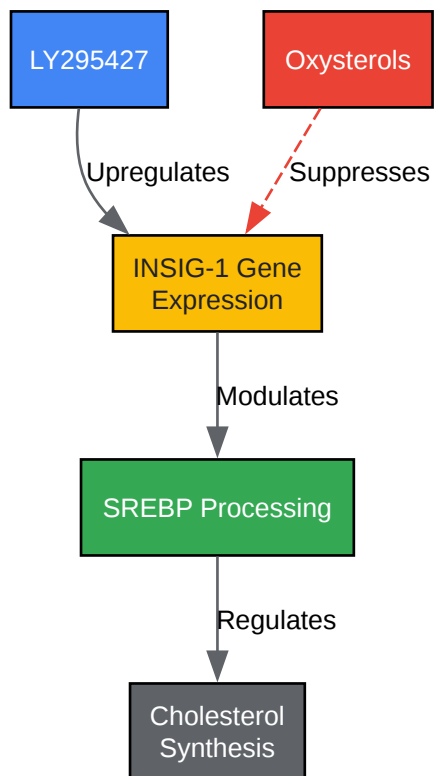 LY295427
Oxysterols
Upregulates
Suppresses
INSIG-1 Gene
Expression
Modulates
SREBP Processing
Regulates
Cholesterol
Synthesis